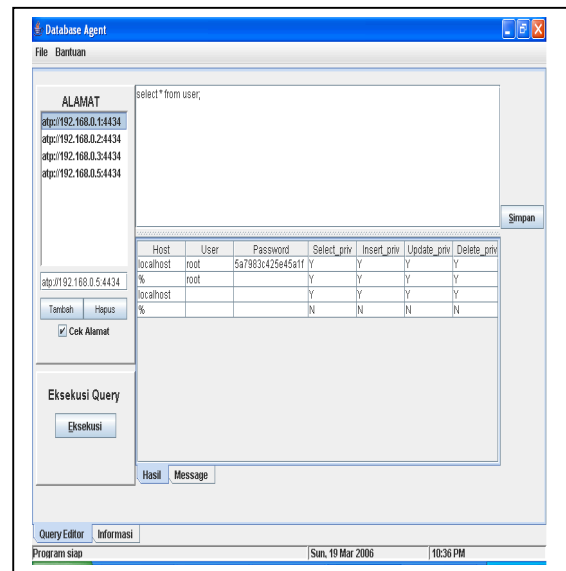 Database Agent
File Bantuan
ALAMAT
atp://192.168.0.1:4434
atp://192.168.0.2:4434
atp://192.168.0.3:4434
atp://192.168.0.5:4434
atp://192.168.0.5:4434
Tambah Hapus
Cek Alamat
Eksekusi Query
Eksekusi
select * from user;
Simpan
Host User Password Select_priv Insert_priv Update_priv Delete_priv
localhost root 5a7983c425e45a1f Y Y Y Y
% root Y Y Y Y
localhost Y Y Y Y
% N N N N
Hasil Message
Query Editor Informasi
Program siap Sun, 19 Mar 2006 10:36 PM